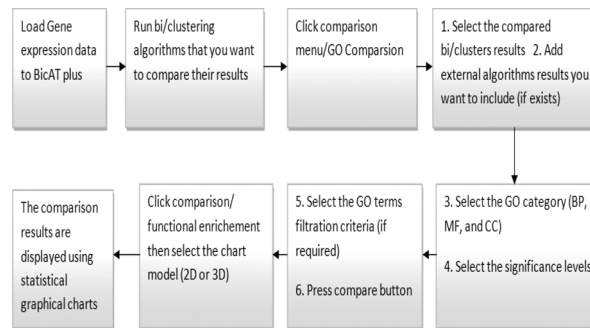 Load Gene
expression data
to BicAT plus
Run bi/clustering
algorithms that you want
to compare their results
Click comparison
menu/GO Comparsion
1. Select the compared
bi/clusters results 2. Add
external algorithms results you
want to include (if exists)
3. Select the GO category (BP,
MF, and CC)
4. Select the significance levels
5. Select the GO terms
filtration criteria (if
required)
6. Press compare button
Click comparison/
functional enrichement
then select the chart
model (2D or 3D)
The comparison
results are
displayed using
statistical
graphical charts